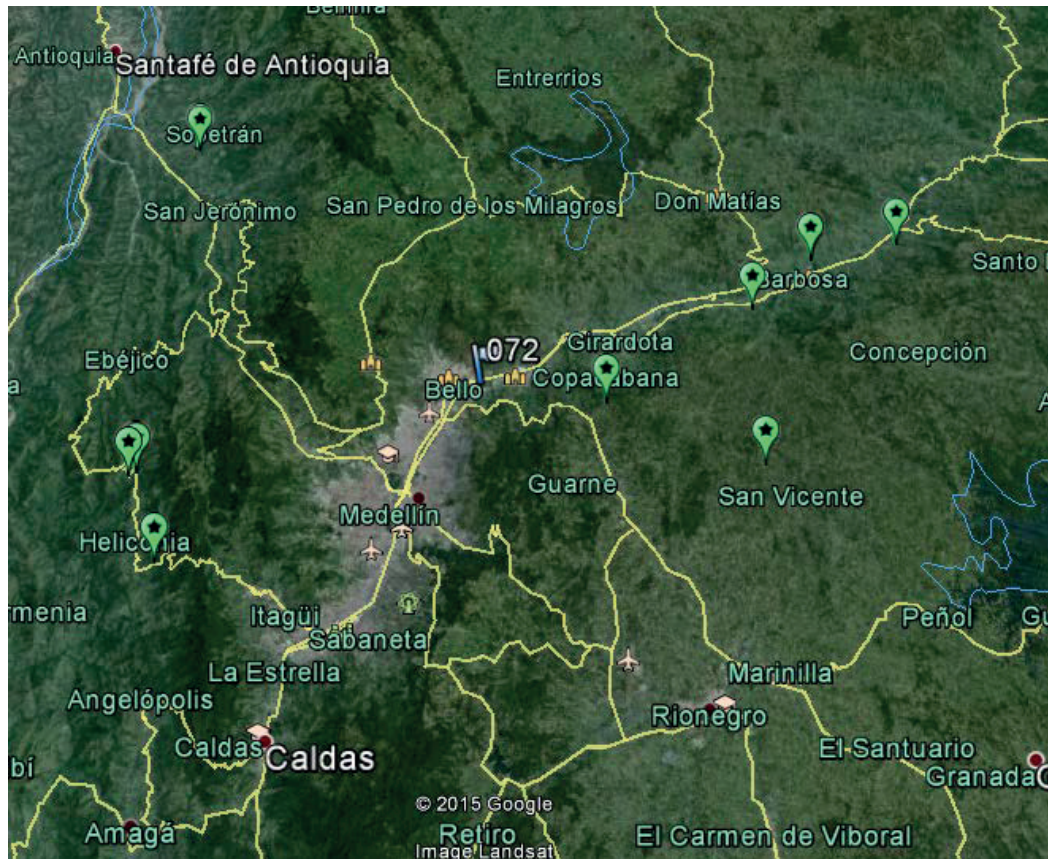 Belmira
Antioquia
Santafé de Antioquia
Entrerríos
Sopetrán
San Jerónimo
San Pedro de los Milagros
Don Matías
Santo
Barbosa
Girardota
Concepción
Ebéjico
072
Bello
Copacabana
Guarne
San Vicente
Medellín
Heliconia
Itagüí
Sabaneta
Peñol
La Estrella
Marinilla
Angelópolis
Rionegro
Caldas
Caldas
El Santuario
Granada
© 2015 Google
Amagá
Retiro
El Carmen de Viboral
Image Landsat